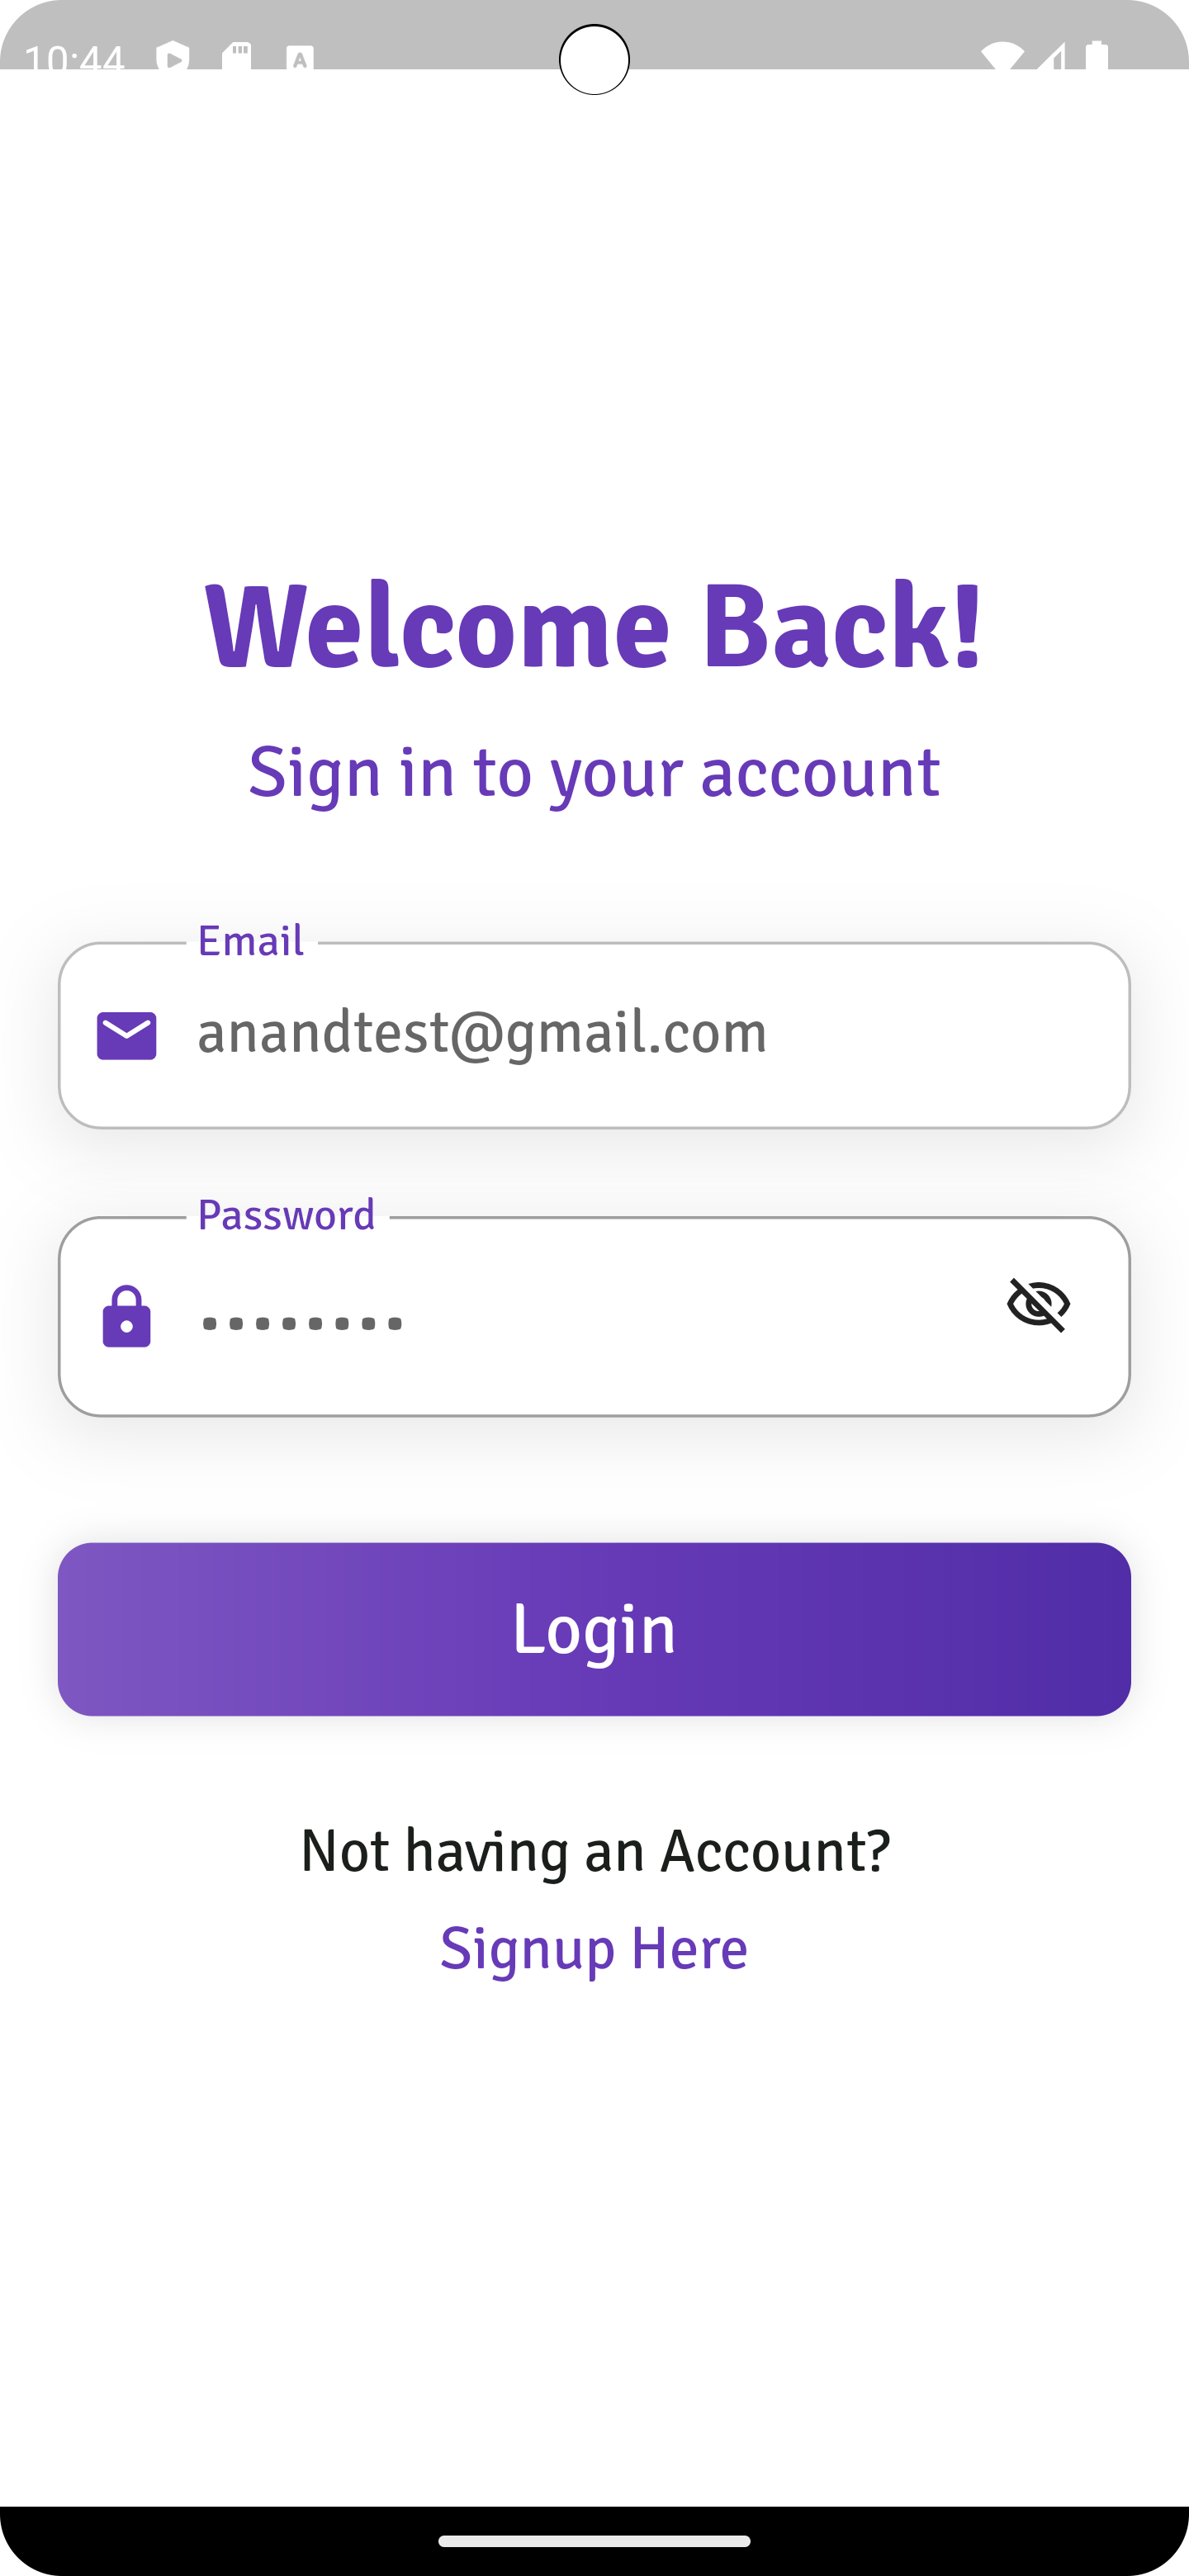 10:44
Welcome Back!
Sign in to your account
Email
anandtest@gmail.com
Password
Login
Not having an Account?
Signup Here